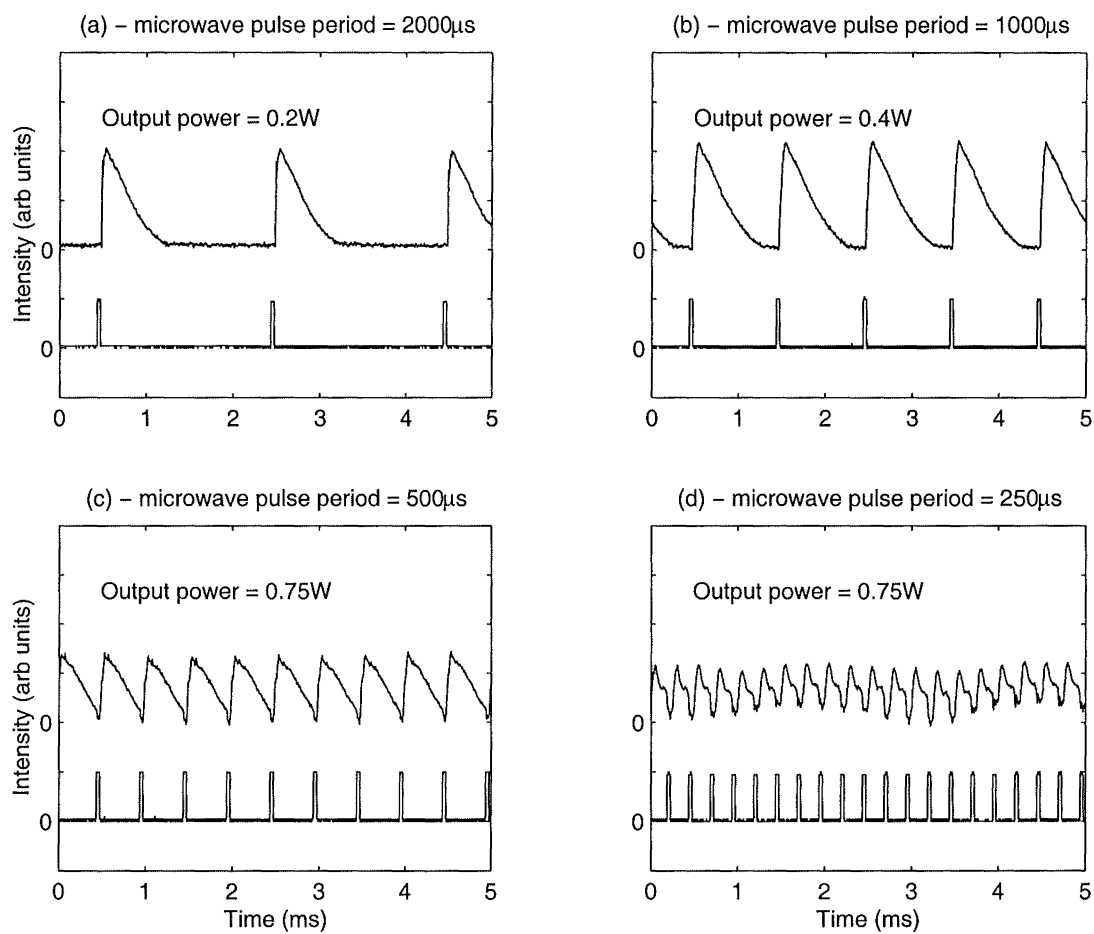 (a) – microwave pulse period = 2000µs
Output power = 0.2W
Intensity (arb units)
0
0
0 1 2 3 4 5
(b) – microwave pulse period = 1000µs
Output power = 0.4W
0
0
0 1 2 3 4 5
(c) – microwave pulse period = 500µs
Output power = 0.75W
Intensity (arb units)
0
0
0 1 2 3 4 5
Time (ms)
(d) – microwave pulse period = 250µs
Output power = 0.75W
0
0
0 1 2 3 4 5
Time (ms)